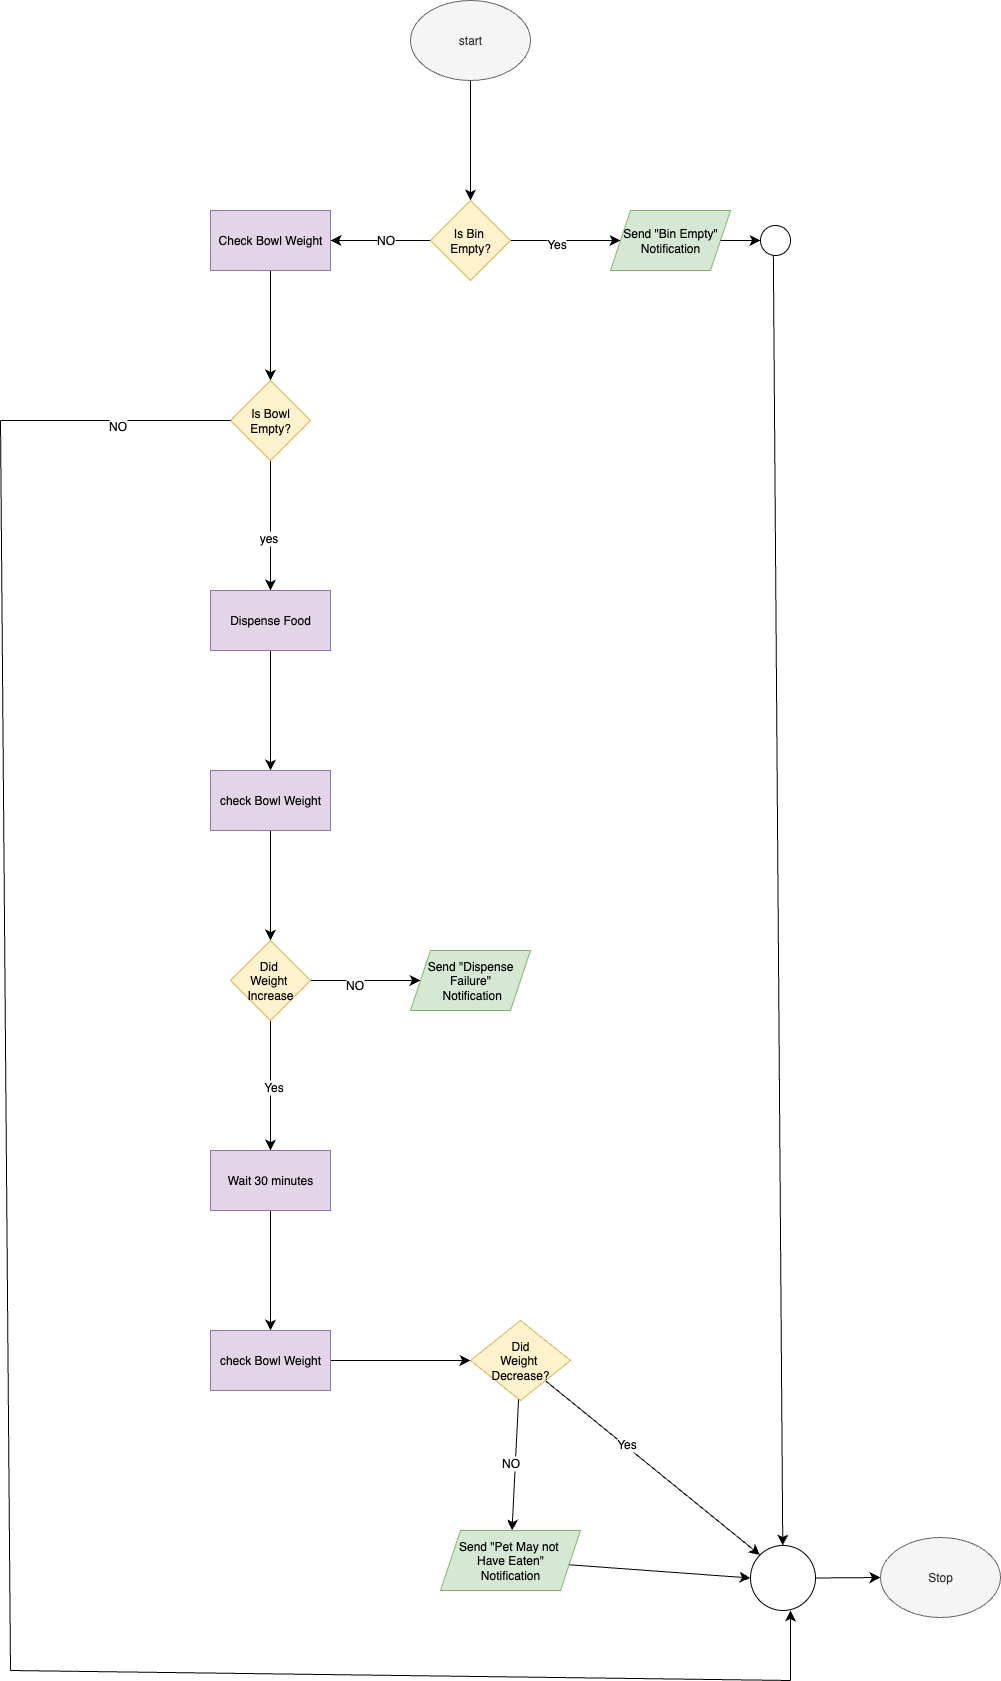 start
Check Bowl Weight
NO
Is Bin
Empty?
Yes
Send "Bin Empty"
Notification
Is Bowl
Empty?
NO
yes
Dispense Food
check Bowl Weight
Did
Weight
Increase
NO
Send "Dispense
Failure"
Notification
Yes
Wait 30 minutes
check Bowl Weight
Did
Weight
Decrease?
Yes
NO
Send "Pet May not
Have Eaten"
Notification
Stop